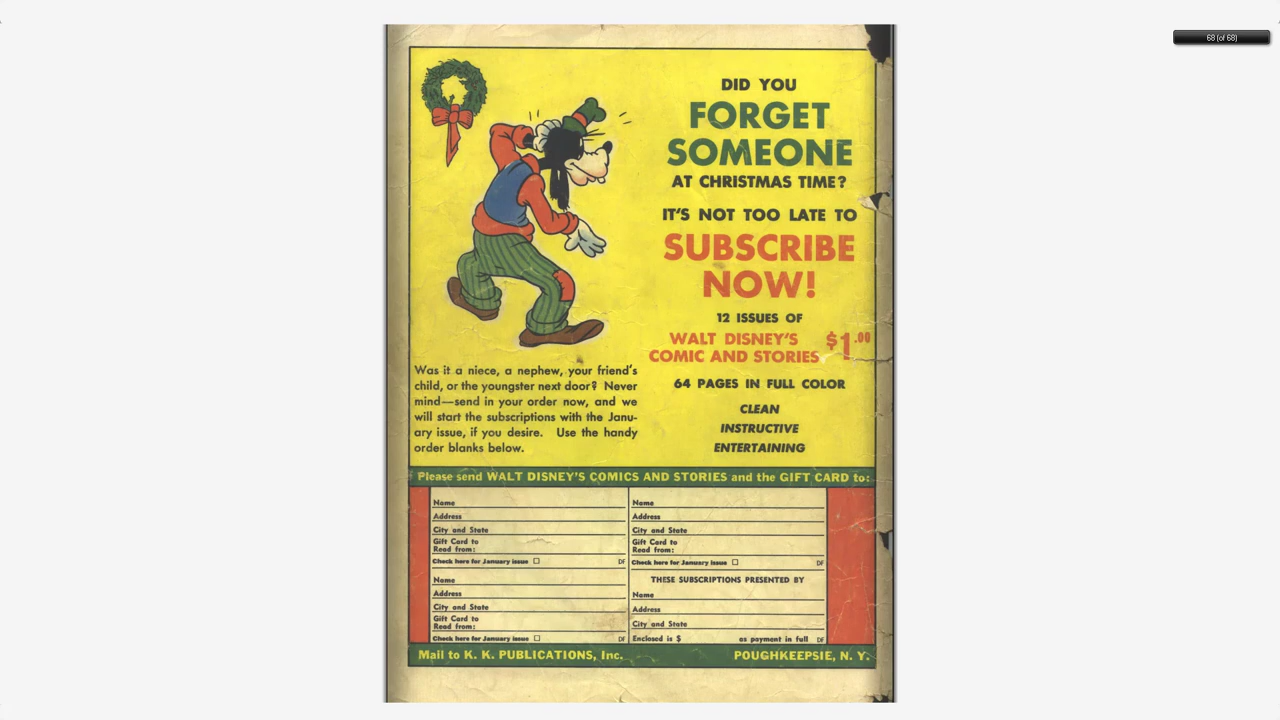 68 (of 68)
DID YOU
FORGET
SOMEONE
AT CHRISTMAS TIME?
IT'S NOT TOO LATE TO
SUBSCRIBE
NOW!
12 ISSUES OF
WALT DISNEY'S
COMIC AND STORIES $1.00
64 PAGES IN FULL COLOR
CLEAN
INSTRUCTIVE
ENTERTAINING
Was it a niece, a nephew, your friend's
child, or the youngster next door? Never
mind—send in your order now, and we
will start the subscriptions with the Janu-
ary issue, if you desire. Use the handy
order blanks below.
Please send WALT DISNEY'S COMICS AND STORIES and the GIFT CARD to:
Name
Address
City and State
Gift Card to
Read from:
Check here for January issue DF
Name
Address
City and State
Gift Card to
Read from:
Check here for January issue DF
Name
Address
City and State
Gift Card to
Read from:
Check here for January issue DF
THESE SUBSCRIPTIONS PRESENTED BY
Name
Address
City and State
Enclosed is $ as payment in full DF
Mail to K. K. PUBLICATIONS, Inc. POUGHKEEPSIE, N. Y.